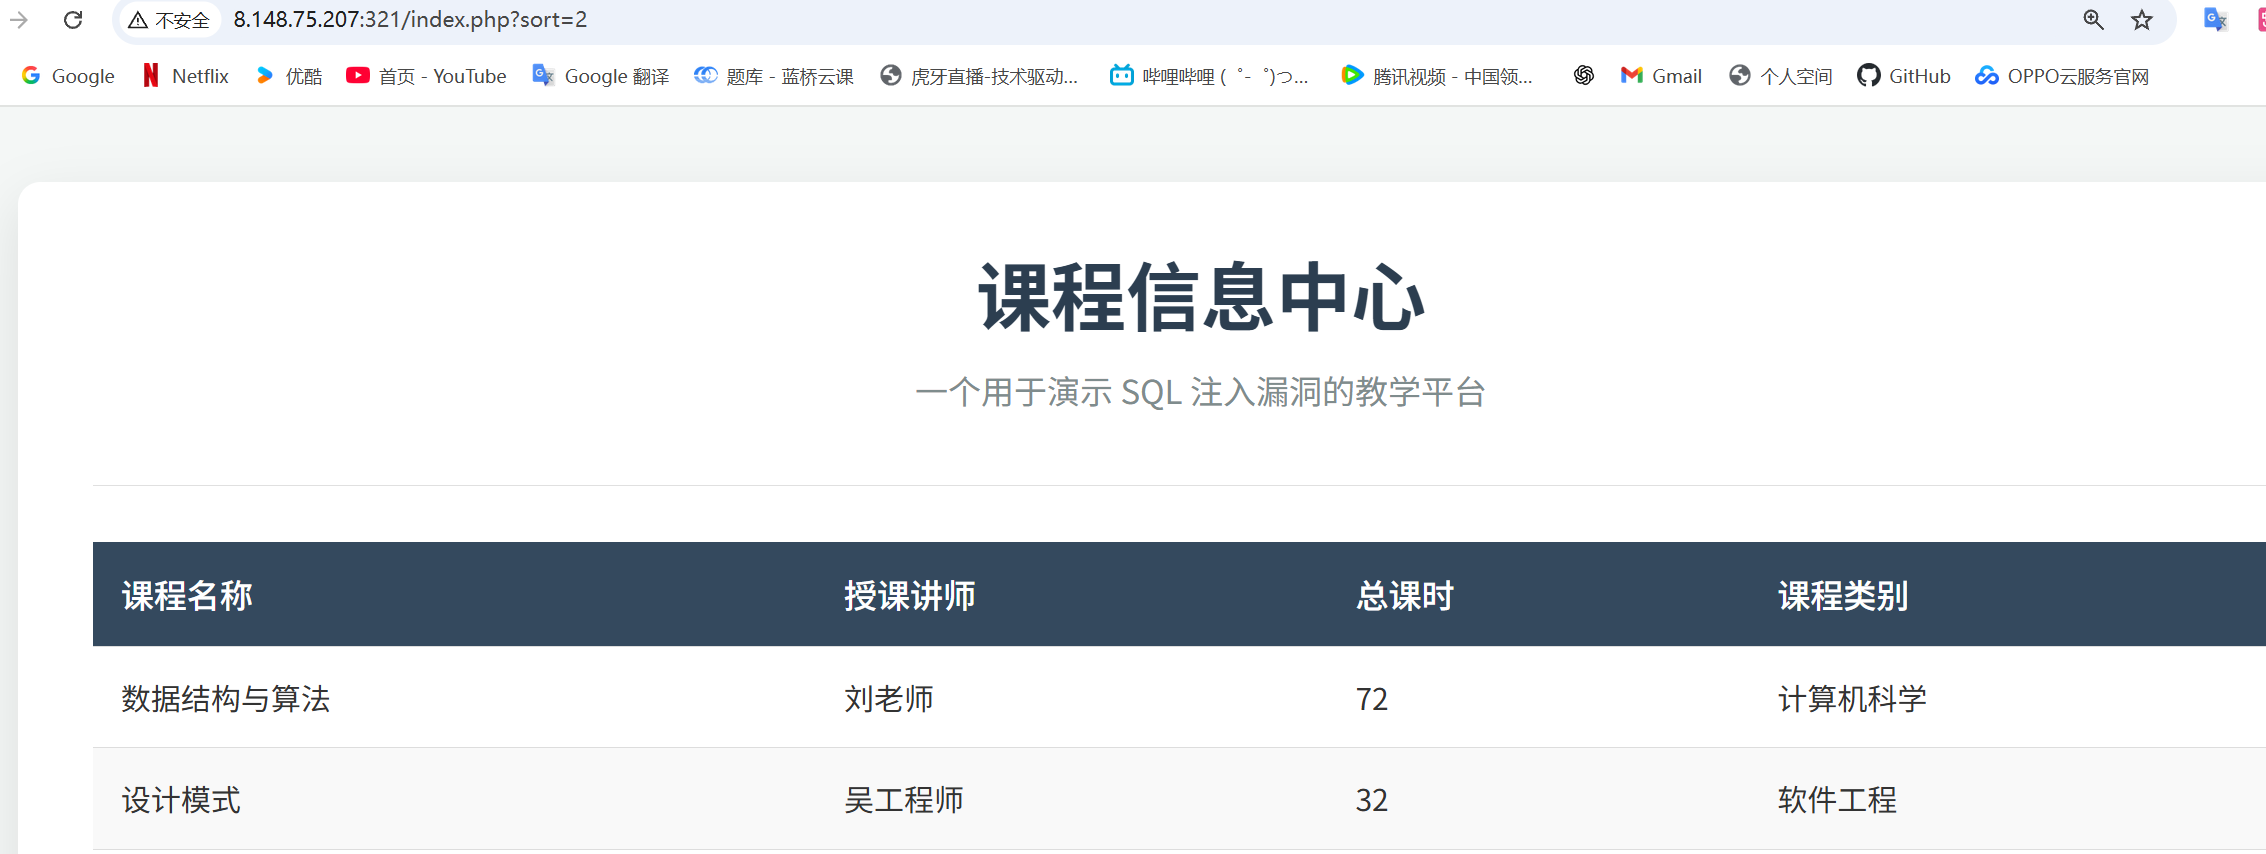 不安全 8.148.75.207:321/index.php?sort=2
Google Netflix 优酷 首页 - YouTube Google 翻译 题库 - 蓝桥云课 虎牙直播-技术驱动... 哔哩哔哩 (゜-゜)つ... 腾讯视频 - 中国领... Gmail 个人空间 GitHub OPPO云服务官网
课程信息中心
一个用于演示 SQL 注入漏洞的教学平台
课程名称 授课讲师 总课时 课程类别
数据结构与算法 刘老师 72 计算机科学
设计模式 吴工程师 32 软件工程